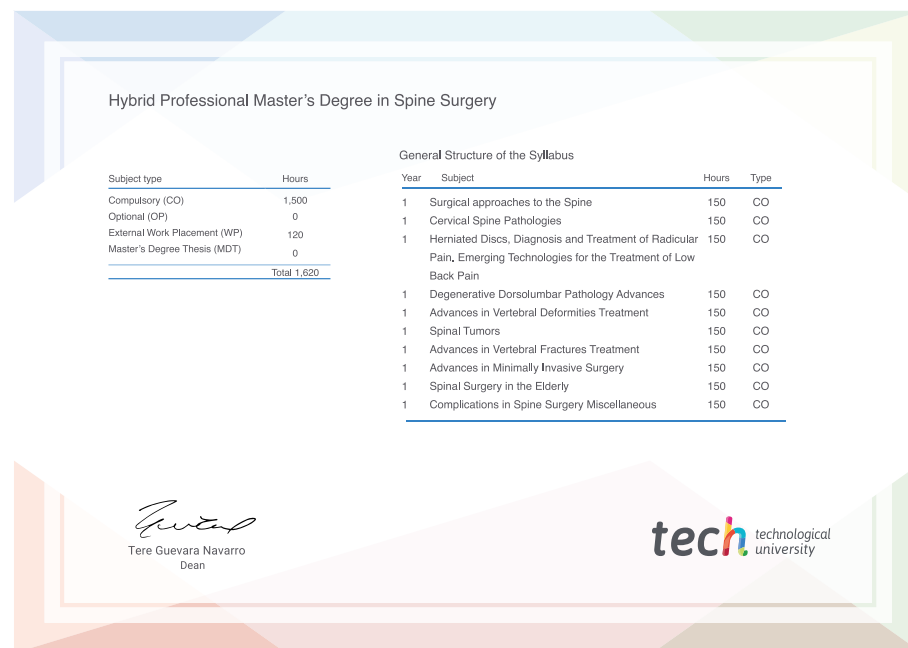 Hybrid Professional Master’s Degree in Spine Surgery
General Structure of the Syllabus
Subject type Hours
Compulsory (CO) 1,500
Optional (OP) 0
External Work Placement (WP) 120
Master’s Degree Thesis (MDT) 0
Total 1,620
Year Subject Hours Type
1 Surgical approaches to the Spine 150 CO
1 Cervical Spine Pathologies 150 CO
1 Herniated Discs, Diagnosis and Treatment of Radicular 150 CO
Pain. Emerging Technologies for the Treatment of Low
Back Pain
1 Degenerative Dorsolumbar Pathology Advances 150 CO
1 Advances in Vertebral Deformities Treatment 150 CO
1 Spinal Tumors 150 CO
1 Advances in Vertebral Fractures Treatment 150 CO
1 Advances in Minimally Invasive Surgery 150 CO
1 Spinal Surgery in the Elderly 150 CO
1 Complications in Spine Surgery Miscellaneous 150 CO
Tere Guevara Navarro
Dean
tech technological
university